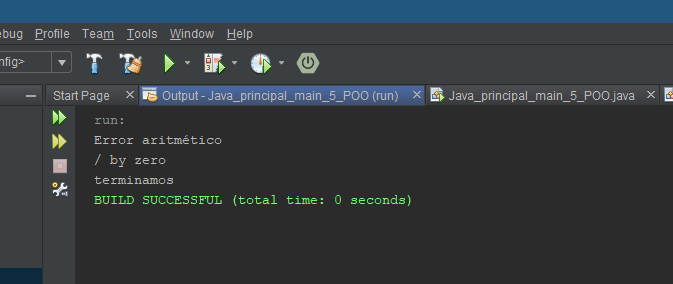 ebug Profile Team Tools Window Help
nfig>
Start Page Output - Java_principal_main_5_POO (run) Java_principal_main_5_POO.java
run:
Error aritmético
/ by zero
terminamos
BUILD SUCCESSFUL (total time: 0 seconds)